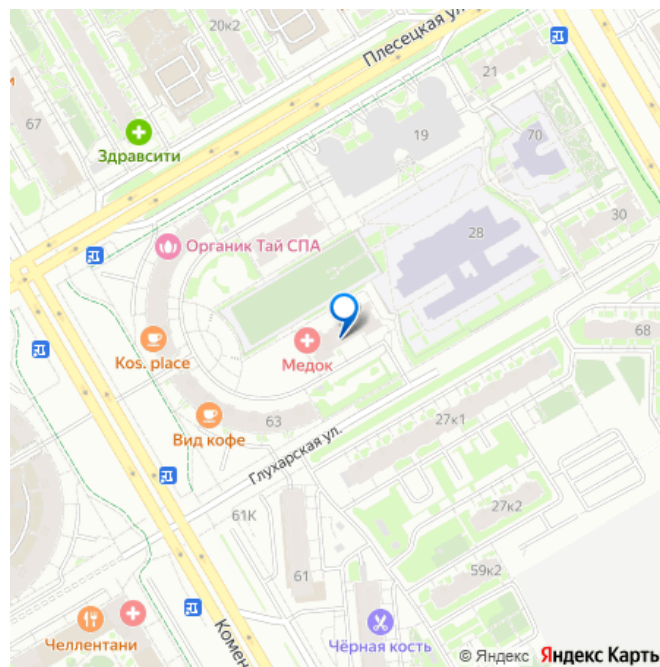 20к2
Плесецкая ул.
21
и
67
Здравсити
19
70
30
28
Органик Тай СПА
68
Kos. place
Медок
63
27к1
Вид кофе
Глухарская ул.
61К
27к2
61
59к2
Челлентани
Комен
Чёрная кость
© Яндекс Яндекс Карть